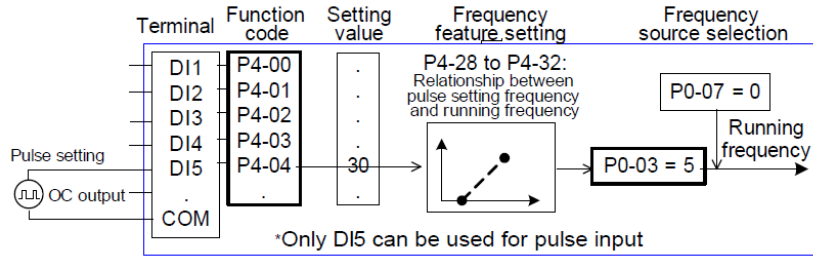 Terminal
Function code
Setting value
Frequency feature setting
Frequency source selection
DI1
P4-00
.
DI2
P4-01
.
DI3
P4-02
.
DI4
P4-03
.
DI5
P4-04
30
.
.
.
COM
Pulse setting
OC output
P4-28 to P4-32:
Relationship between
pulse setting frequency
and running frequency
P0-07 = 0
P0-03 = 5
Running
frequency
*Only DI5 can be used for pulse input